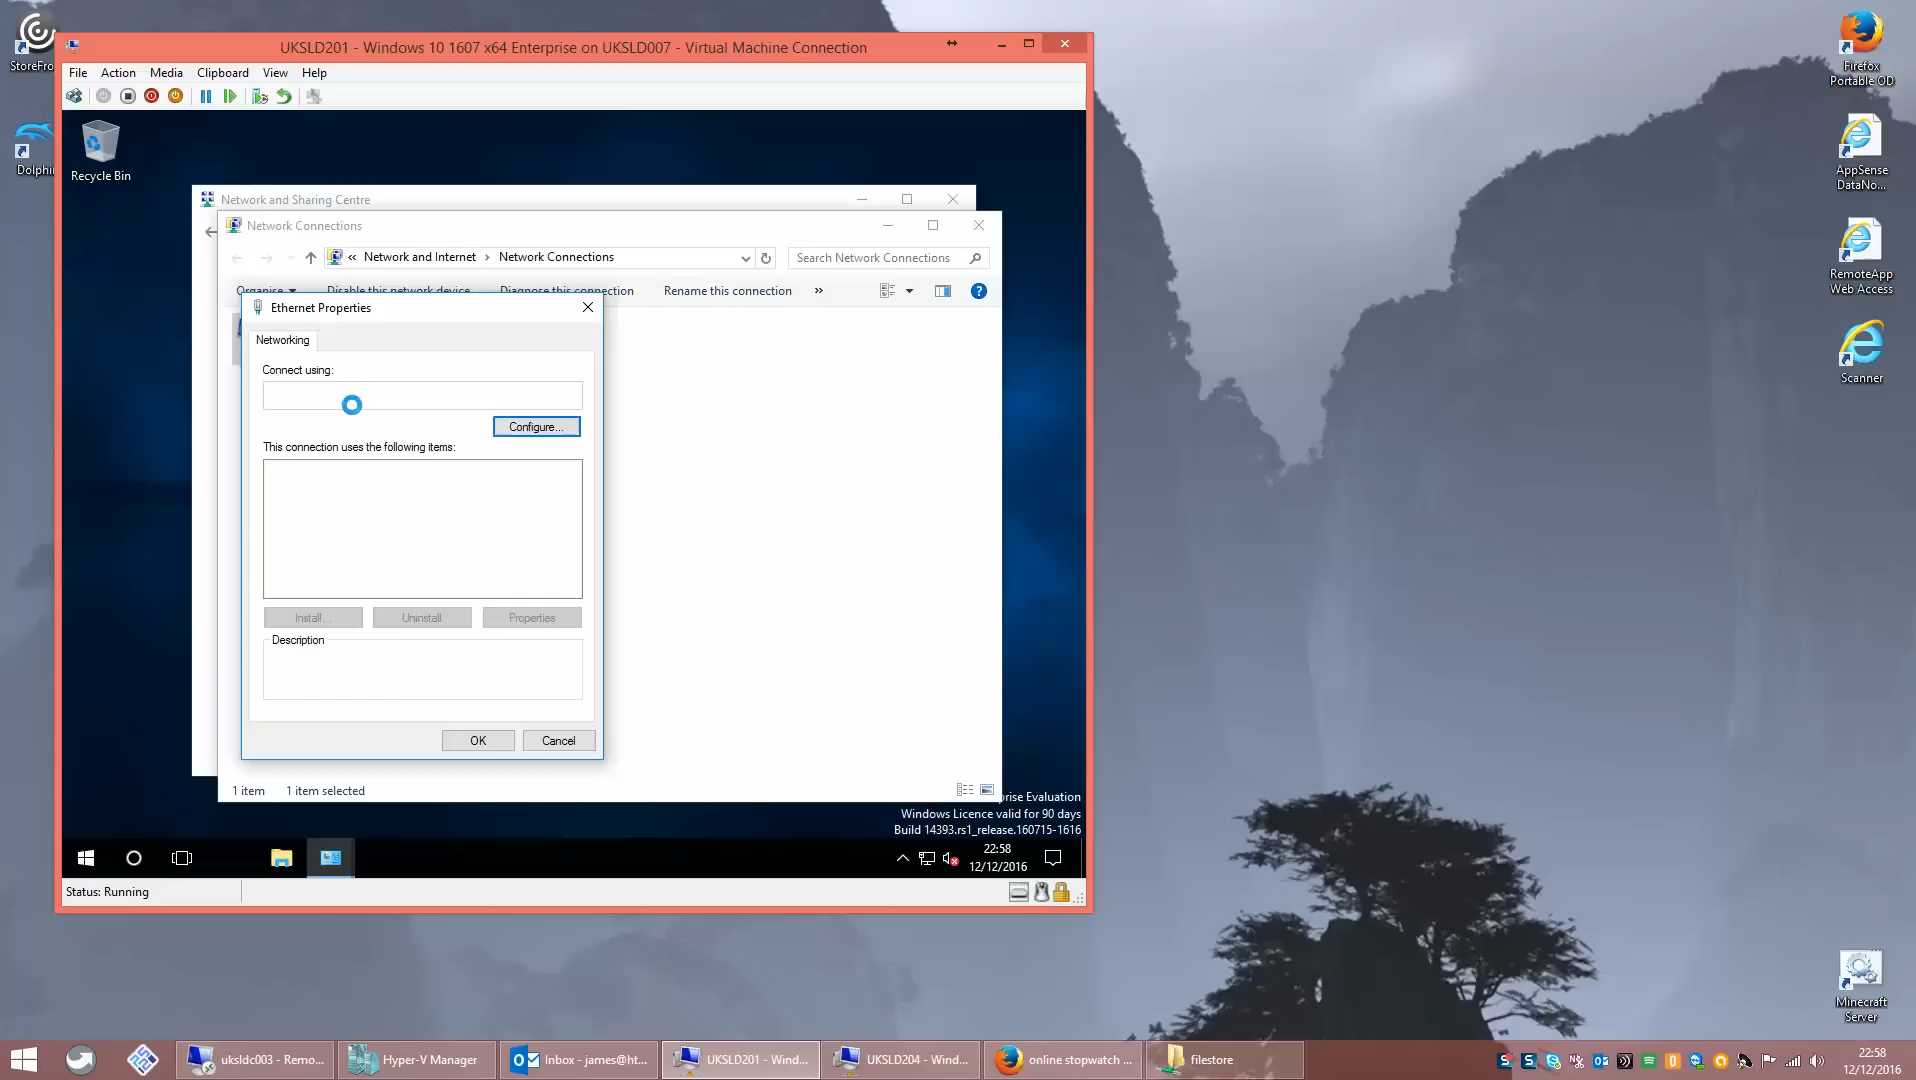 StoreFro
Dolphin
UKSLD201 - Windows 10 1607 x64 Enterprise on UKSLD007 - Virtual Machine Connection
File Action Media Clipboard View Help
Recycle Bin
Network and Sharing Centre
Network Connections
« Network and Internet › Network Connections
Search Network Connections
Organise Disable this network device Diagnose this connection Rename this connection »
Ethernet Properties
Networking
Connect using:
Configure...
This connection uses the following items:
Install... Uninstall Properties
Description
OK Cancel
1 item 1 item selected
prise Evaluation
Windows Licence valid for 90 days
Build 14393.rs1_release.160715-1616
22:58
12/12/2016
Status: Running
Firefox
Portable OD
AppSense
DataNo...
RemoteApp
Web Access
Scanner
Minecraft
Server
uksldc003 - Remo...
Hyper-V Manager
Inbox - james@ht...
UKSLD201 - Wind...
UKSLD204 - Wind...
online stopwatch ...
filestore
22:58
12/12/2016